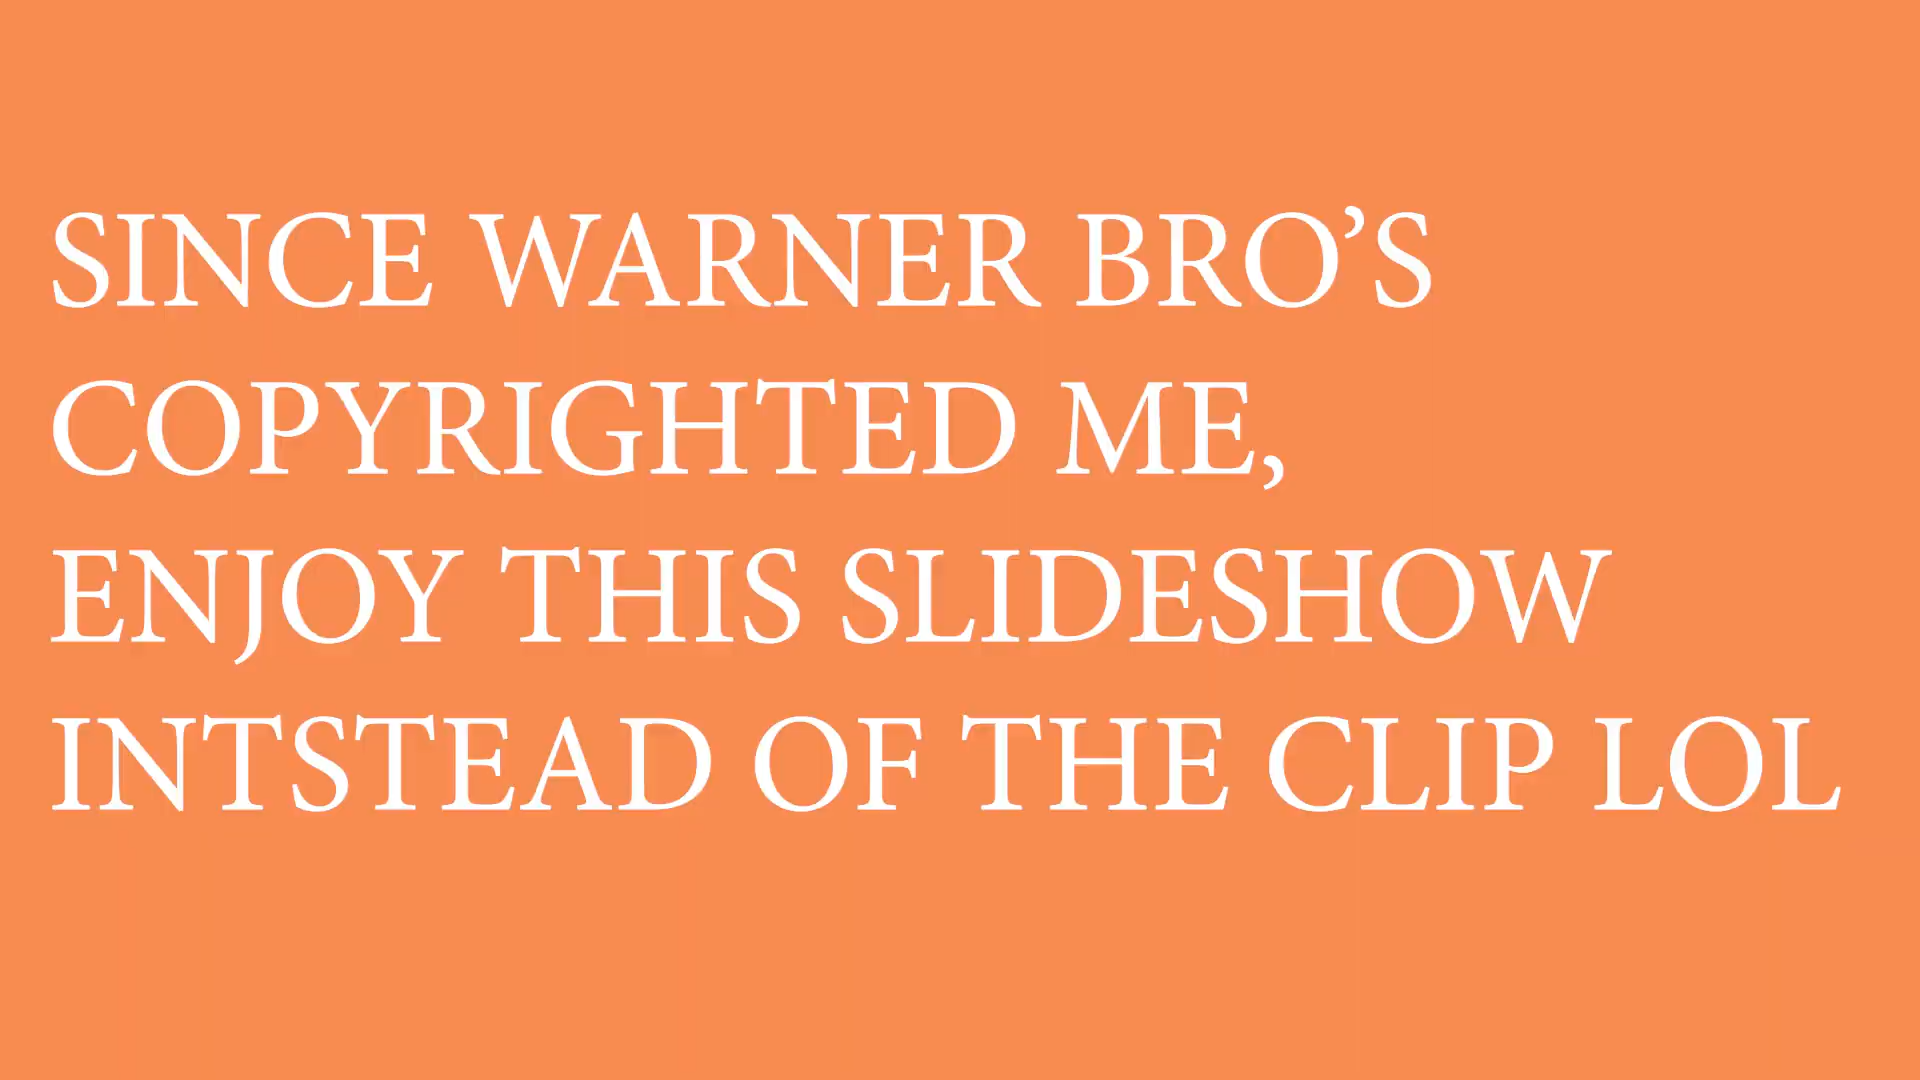 SINCE WARNER BRO’S
COPYRIGHTED ME,
ENJOY THIS SLIDESHOW
INTSTEAD OF THE CLIP LOL